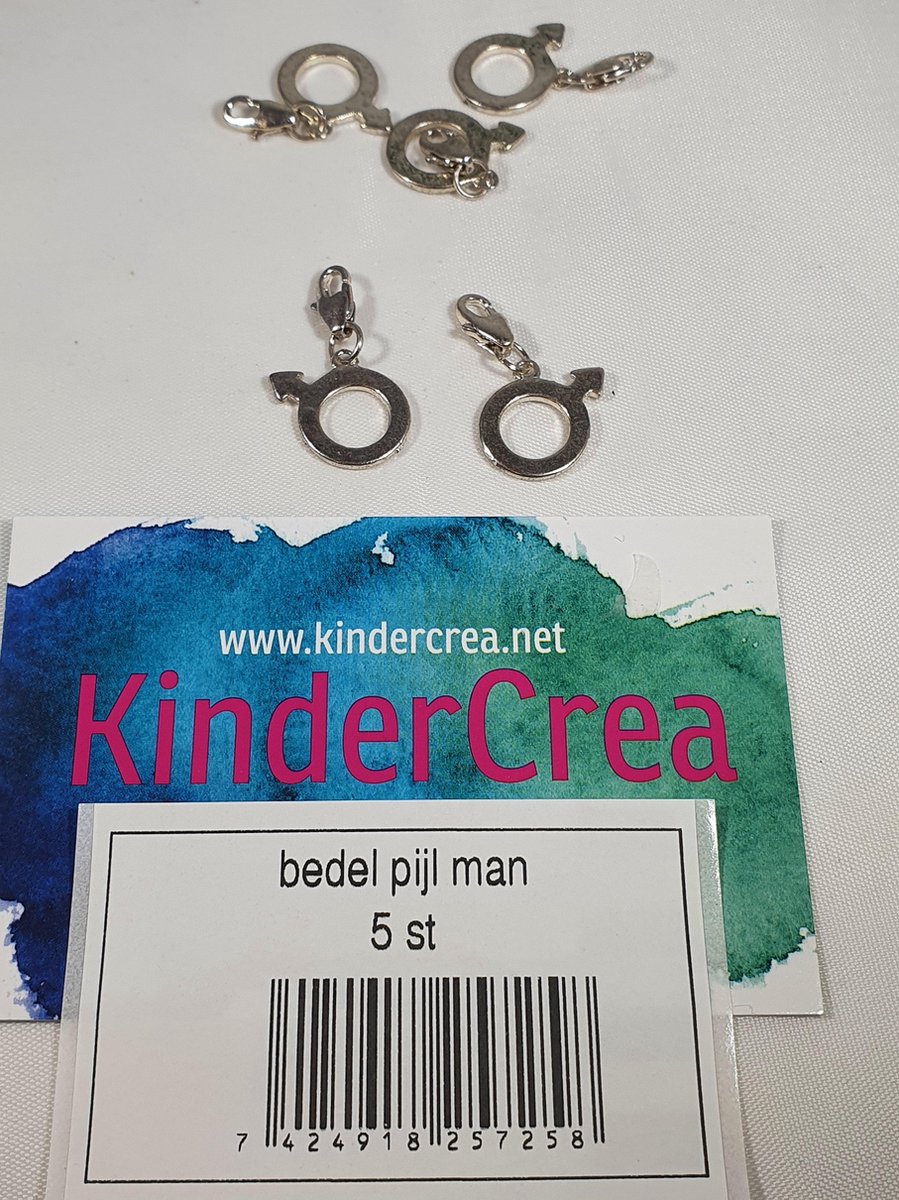 www.kindercrea.net
KinderCrea
bedel pijl man
5 st
7 424918 257258